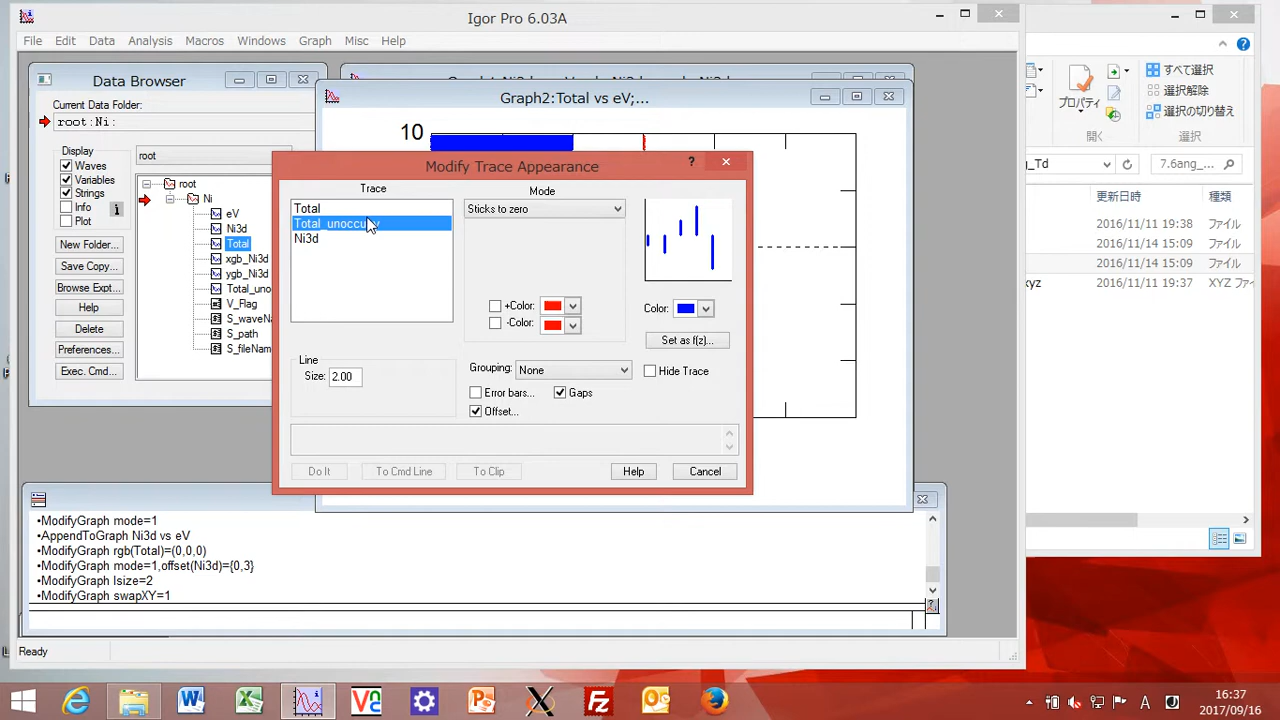 Igor Pro 6.03A
File Edit Data Analysis Macros Windows Graph Misc Help
Data Browser
Current Data Folder:
root:Ni:
Display
Waves
Variables
Strings
Info
Plot
New Folder...
Save Copy...
Browse Expt...
Help
Delete
Preferences...
Exec. Cmd...
root
root
Ni
eV
Ni3d
Total
xgb_Ni3d
ygb_Ni3d
Total_uno
V_Flag
S_waveNa
S_path
S_fileNam
Graph2:Total vs eV;...
10
Modify Trace Appearance
?
Trace
Total
Ni3d
Mode
Sticks to zero
+Color:
-Color:
Color:
Set as f(z)...
Line
Size: 2.00
Grouping: None
Hide Trace
Error bars...
Gaps
Offset...
Do It
To Cmd Line
To Clip
Help
Cancel
•ModifyGraph mode=1
•AppendToGraph Ni3d vs eV
•ModifyGraph rgb(Total)=(0,0,0)
•ModifyGraph mode=1,offset(Ni3d)={0,3}
•ModifyGraph lsize=2
•ModifyGraph swapXY=1
Ready
プロパティ
開く
すべて選択
選択解除
選択の切り替え
選択
g_Td
7.6ang_...
更新日時
種類
2016/11/11 19:38 ファイル
2016/11/14 15:09 ファイル
2016/11/14 15:09 ファイル
xyz 2016/11/11 19:37 XYZ ファ
A
16:37
2017/09/16